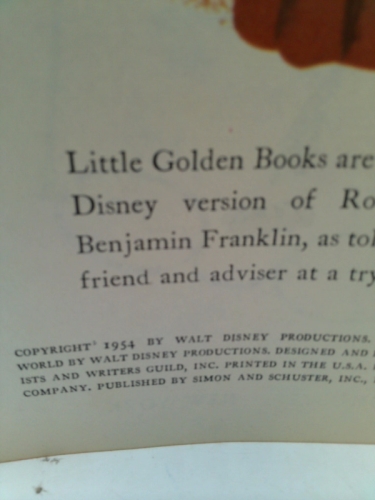 Little Golden Books are
Disney version of Ro
Benjamin Franklin, as tol
friend and adviser at a try
COPYRIGHT 1954 BY WALT DISNEY PRODUCTIONS.
WORLD BY WALT DISNEY PRODUCTIONS. DESIGNED AND
ISTS AND WRITERS GUILD, INC. PRINTED IN THE U.S.A.
COMPANY. PUBLISHED BY SIMON AND SCHUSTER, INC.,